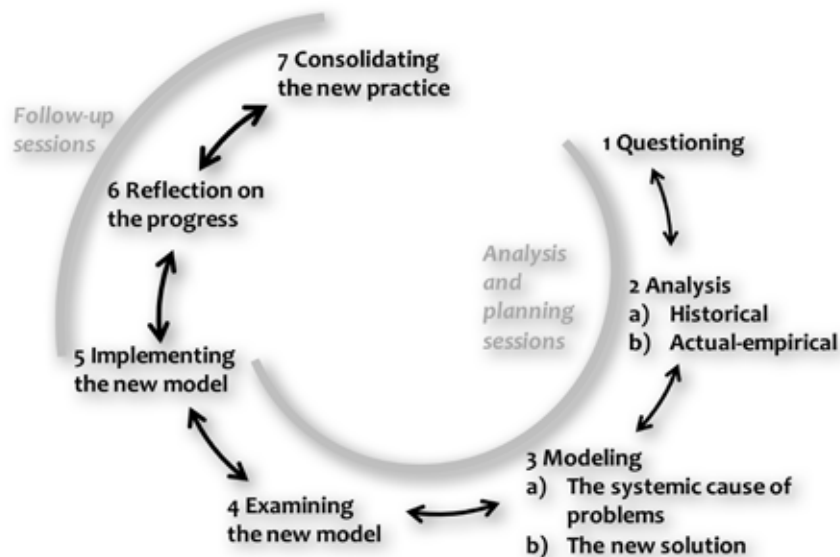 1 Questioning
2 Analysis
a) Historical
b) Actual-empirical
3 Modeling
a) The systemic cause of
problems
b) The new solution
4 Examining
the new model
5 Implementing
the new model
6 Reflection on
the progress
7 Consolidating
the new practice
Follow-up
sessions
Analysis
and
planning
sessions